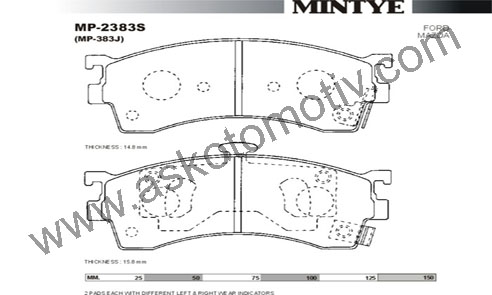 MINTYE
MP-2383S
(MP-383J)
FORD
MAZDA
THICKNESS : 14.8 mm
www.askotomotiv.com
THICKNESS : 15.8 mm
MM. 25 50 75 100 125 150
2 PADS EACH WITH DIFFERENT LEFT & RIGHT WEAR INDICATORS